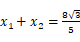 x₁ + x₂ = 8√3/5